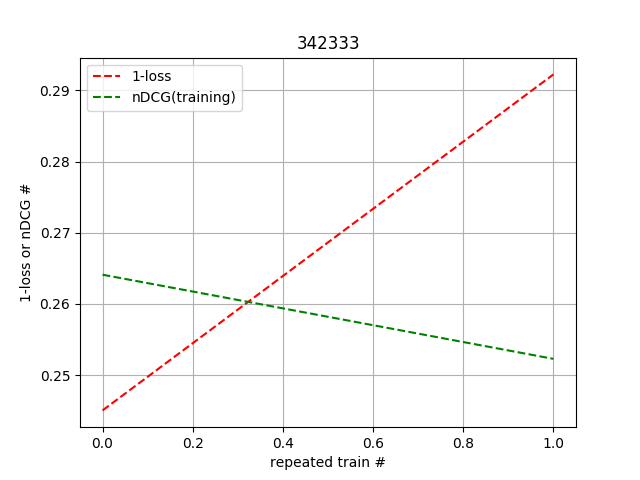 342333
1-loss
nDCG(training)
0.29
0.28
0.27
0.26
0.25
1-loss or nDCG #
0.0 0.2 0.4 0.6 0.8 1.0
repeated train #